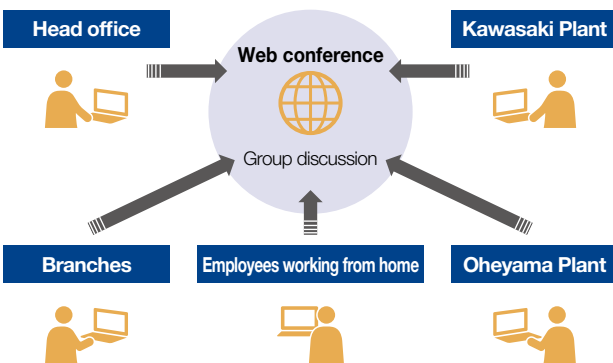 Head office
Web conference
Kawasaki Plant
Group discussion
Branches
Employees working from home
Oheyama Plant